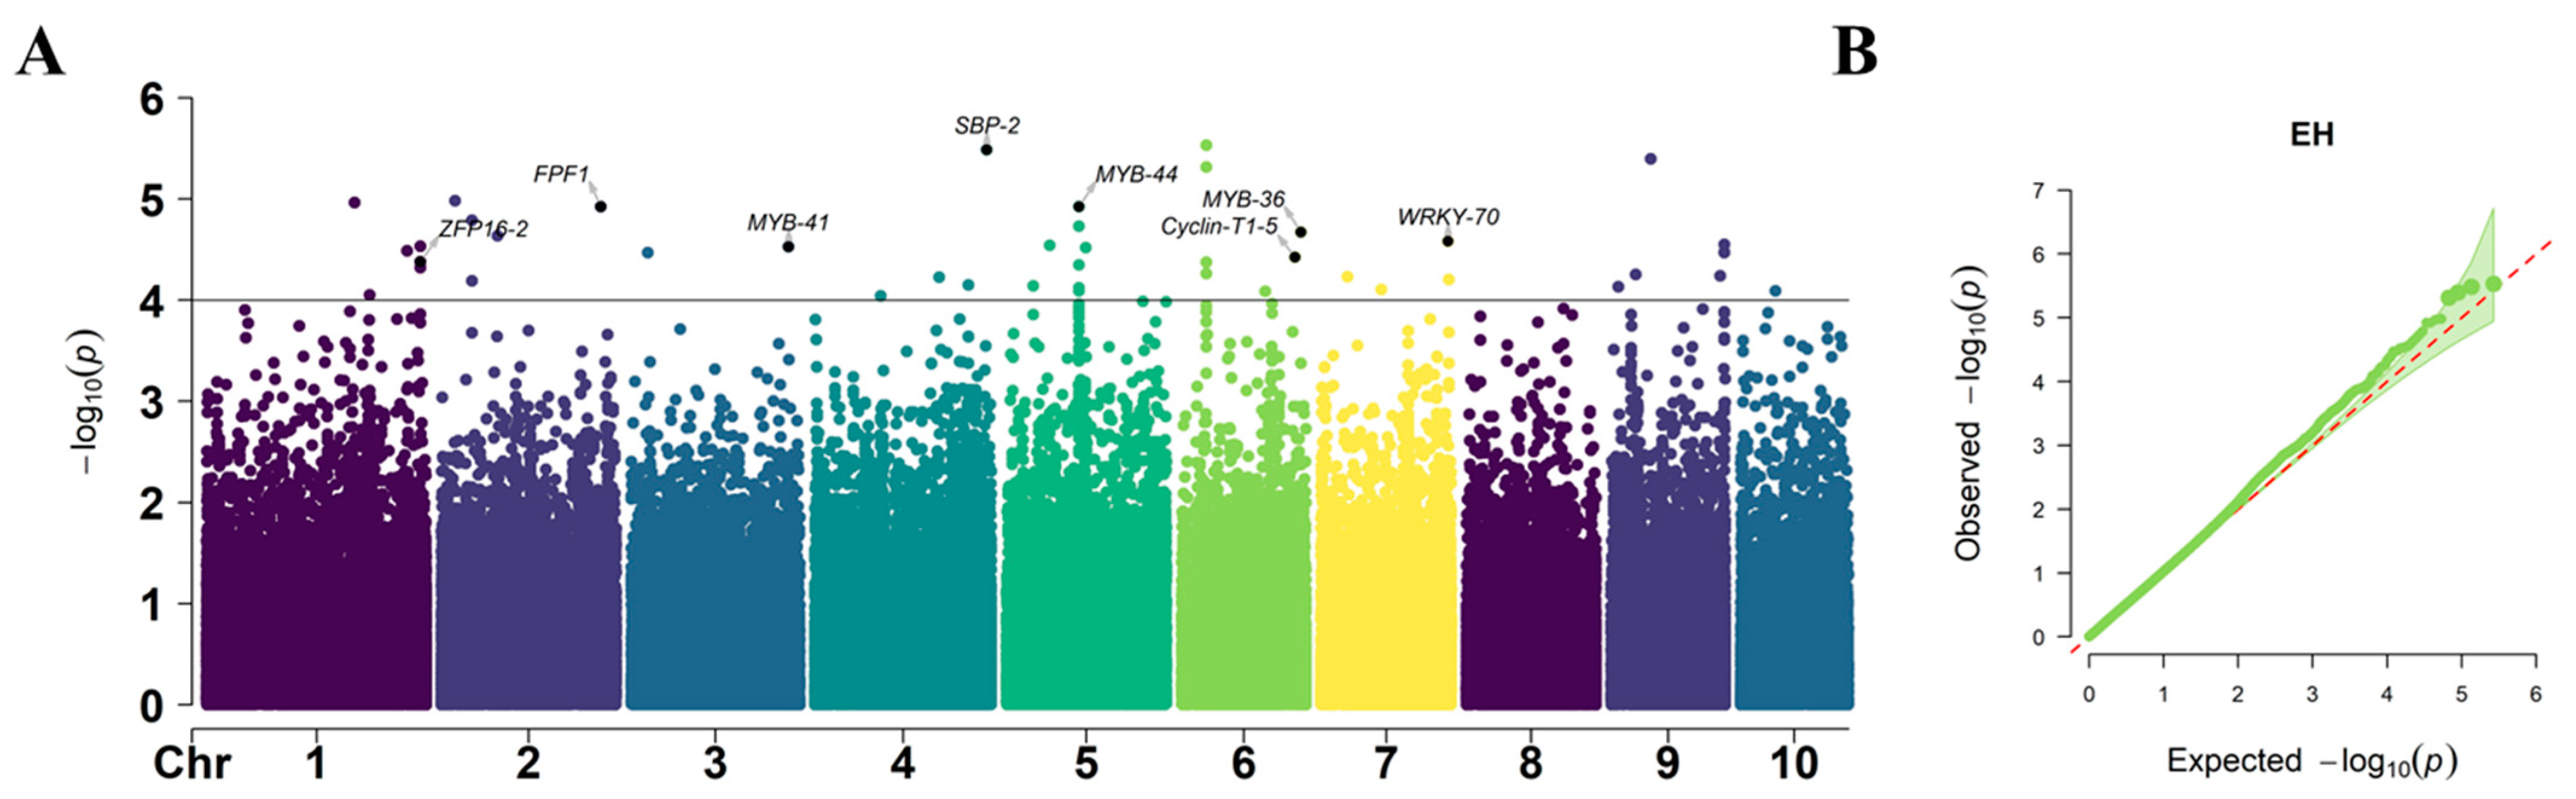 A
B
6
5
4
3
2
1
0
−log10(p)
SBP-2
FPF1
MYB-44
MYB-36
MYB-41
WRKY-70
Cyclin-T1-5
ZFP16-2
Chr 1 2 3 4 5 6 7 8 9 10
EH
7
6
5
4
3
2
1
0
Observed −log10(p)
0 1 2 3 4 5 6
Expected −log10(p)